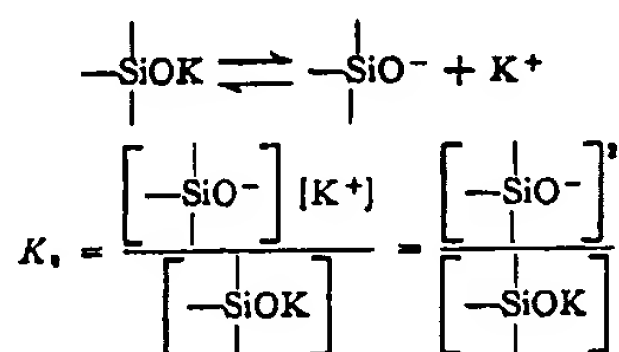 —SiOK ⇌ —SiO⁻ + K⁺
K, = [—SiO⁻] [K⁺] / [—SiOK] = [—SiO⁻]² / [—SiOK]